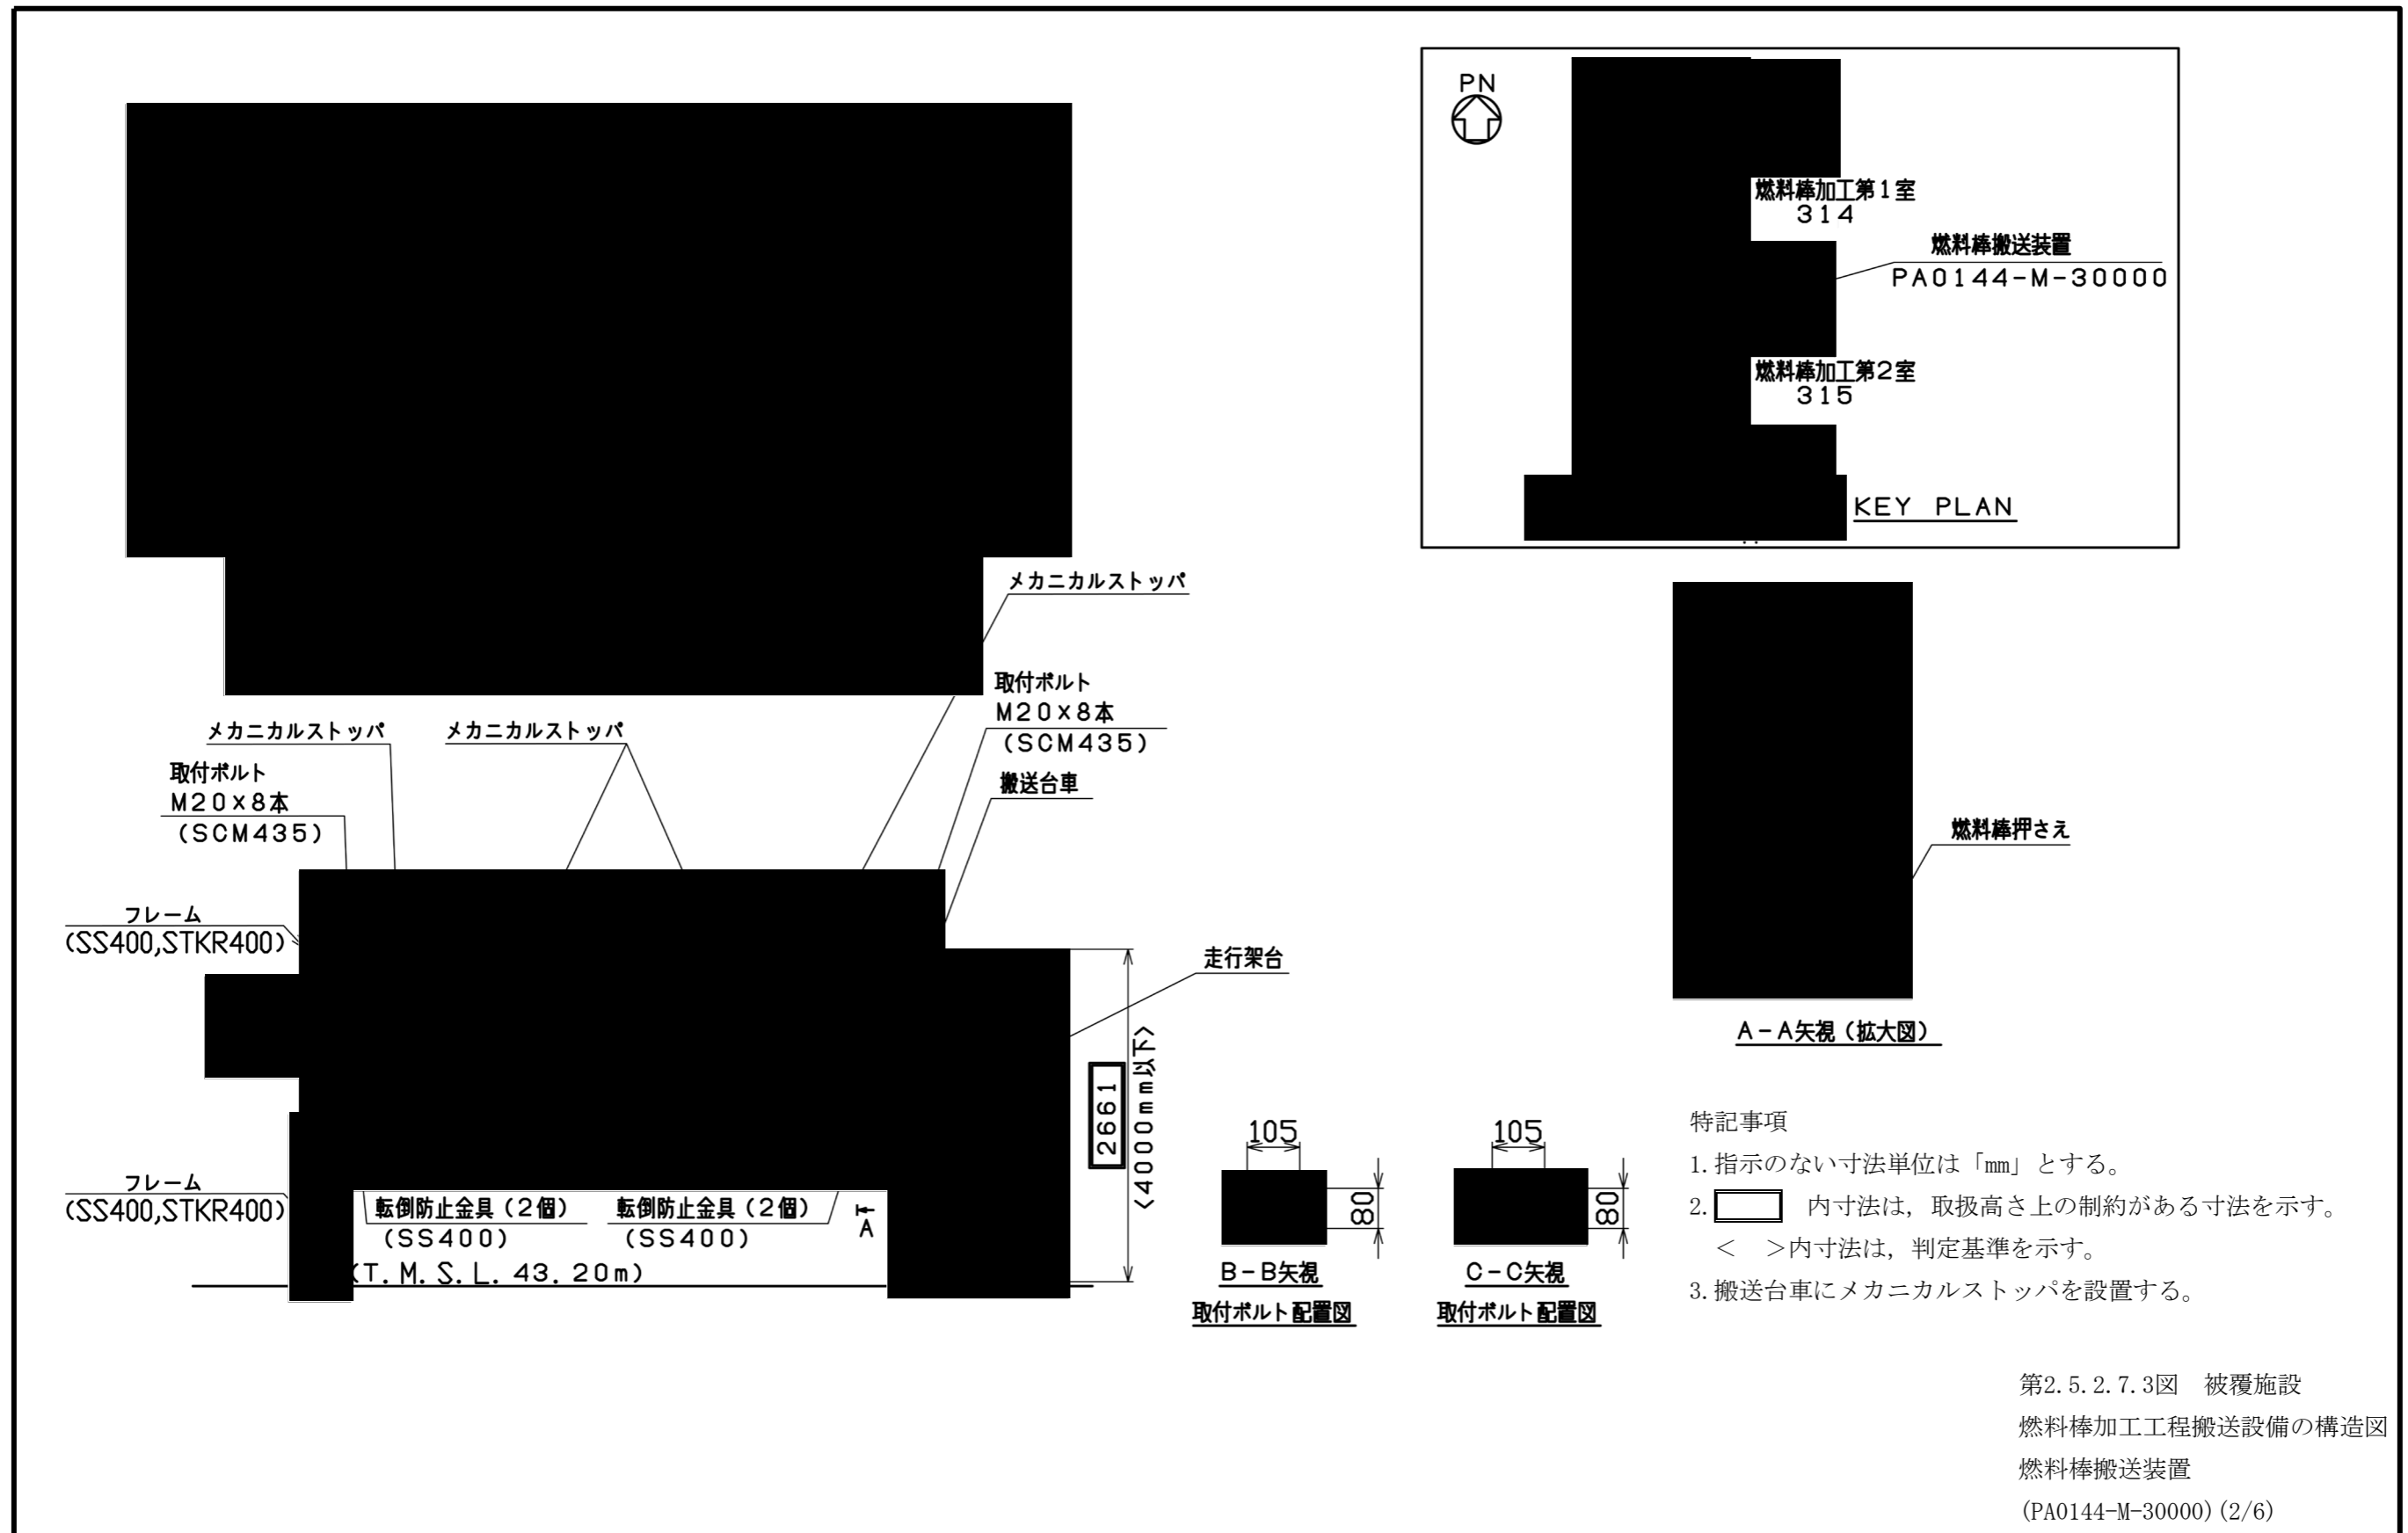 PN
燃料棒加工第1室
314
燃料棒搬送装置
PA0144-M-30000
燃料棒加工第2室
315
KEY PLAN
メカニカルストッパ
取付ボルト
M20×8本
(SCM435)
搬送台車
メカニカルストッパ
メカニカルストッパ
取付ボルト
M20×8本
(SCM435)
フレーム
(SS400,STKR400)
走行架台
2661
<4000mm以下>
フレーム
(SS400,STKR400)
転倒防止金具(2個)
(SS400)
転倒防止金具(2個)
(SS400)
A
(T.M.S.L.43.20m)
燃料棒押さえ
A-A矢視(拡大図)
105
80
B-B矢視
取付ボルト配置図
105
80
C-C矢視
取付ボルト配置図
特記事項
1.指示のない寸法単位は「mm」とする。
2. 内寸法は，取扱高さ上の制約がある寸法を示す。
< >内寸法は，判定基準を示す。
3.搬送台車にメカニカルストッパを設置する。
第2.5.2.7.3図 被覆施設
燃料棒加工工程搬送設備の構造図
燃料棒搬送装置
(PA0144-M-30000)(2/6)